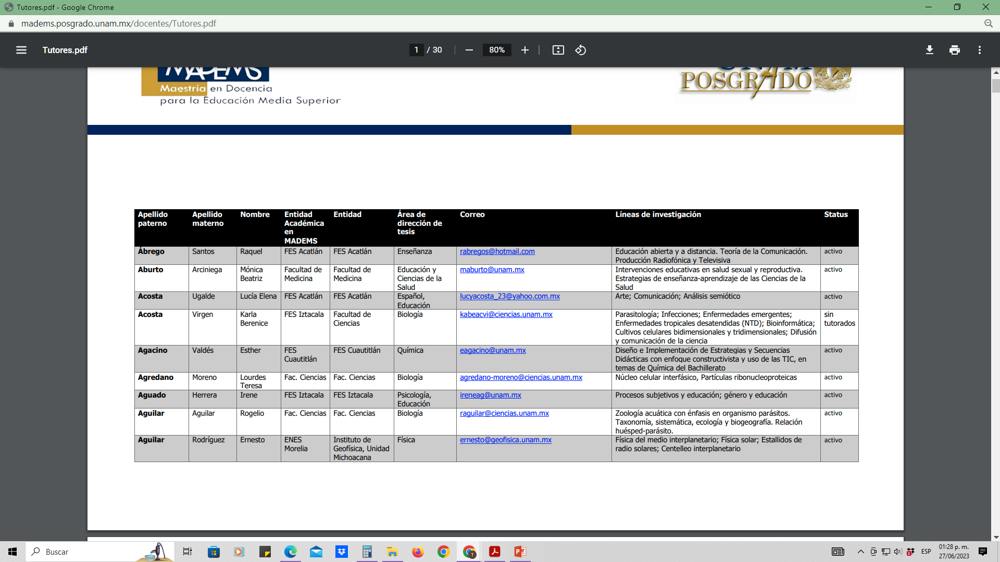 Tutores.pdf - Google Chrome
madems.posgrado.unam.mx/docentes/Tutores.pdf
Tutores.pdf
1 / 30
80%
MADEMS
Maestría en Docencia
para la Educación Media Superior
UNAM
POSGRADO
Apellido paterno Apellido materno Nombre Entidad Académica en MADEMS Entidad Área de dirección de tesis Correo Líneas de investigación Status
Ábrego Santos Raquel FES Acatlán FES Acatlán Enseñanza rabregos@hotmail.com Educación abierta y a distancia. Teoría de la Comunicación. Producción Radiofónica y Televisiva activo
Aburto Arciniega Mónica Beatriz Facultad de Medicina Facultad de Medicina Educación y Ciencias de la Salud maburto@unam.mx Intervenciones educativas en salud sexual y reproductiva. Estrategias de enseñanza-aprendizaje de las Ciencias de la Salud activo
Acosta Ugalde Lucía Elena FES Acatlán FES Acatlán Español, Educación lucyacosta_23@yahoo.com.mx Arte; Comunicación; Análisis semiótico activo
Acosta Virgen Karla Berenice FES Iztacala Facultad de Ciencias Biología kabeacvi@ciencias.unam.mx Parasitología; Infecciones; Enfermedades emergentes; Enfermedades tropicales desatendidas (NTD); Bioinformática; Cultivos celulares bidimensionales y tridimensionales; Difusión y comunicación de la ciencia sin tutorados
Agacino Valdés Esther FES Cuautitlán FES Cuautitlán Química eagacino@unam.mx Diseño e Implementación de Estrategias y Secuencias Didácticas con enfoque constructivista y uso de las TIC, en temas de Química del Bachillerato activo
Agredano Moreno Lourdes Teresa Fac. Ciencias Fac. Ciencias Biología agredano-moreno@ciencias.unam.mx Núcleo celular interfásico, Partículas ribonucleoproteicas activo
Aguado Herrera Irene FES Iztacala FES Iztacala Psicología, Educación ireneag@unam.mx Procesos subjetivos y educación; género y educación activo
Aguilar Aguilar Rogelio Fac. Ciencias Fac. Ciencias Biología raguilar@ciencias.unam.mx Zoología acuática con énfasis en organismo parásitos. Taxonomía, sistemática, ecología y biogeografía. Relación huésped-parásito. activo
Aguilar Rodríguez Ernesto ENES Morelia Instituto de Geofísica, Unidad Michoacana Física ernesto@geofisica.unam.mx Física del medio interplanetario; Física solar; Estallidos de radio solares; Centelleo interplanetario activo
Buscar
ESP
01:28 p. m.
27/06/2023